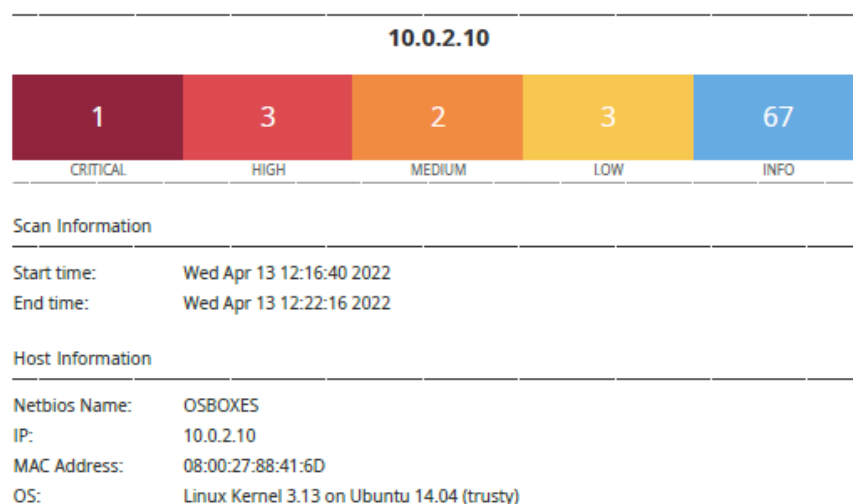 10.0.2.10
1 3 2 3 67
CRITICAL HIGH MEDIUM LOW INFO
Scan Information
Start time: Wed Apr 13 12:16:40 2022
End time: Wed Apr 13 12:22:16 2022
Host Information
Netbios Name: OSBOXES
IP: 10.0.2.10
MAC Address: 08:00:27:88:41:6D
OS: Linux Kernel 3.13 on Ubuntu 14.04 (trusty)